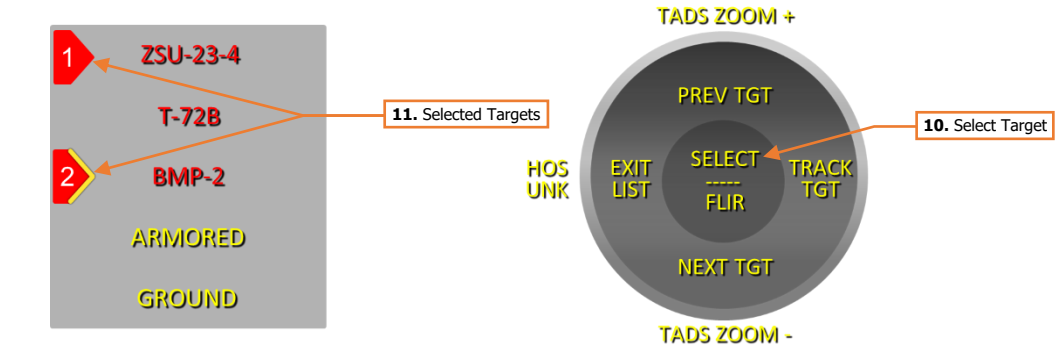 1
ZSU-23-4
T-72B
2
BMP-2
ARMORED
GROUND
11. Selected Targets
TADS ZOOM +
PREV TGT
HOS
UNK
EXIT
LIST
SELECT
-----
FLIR
TRACK
TGT
NEXT TGT
TADS ZOOM -
10. Select Target